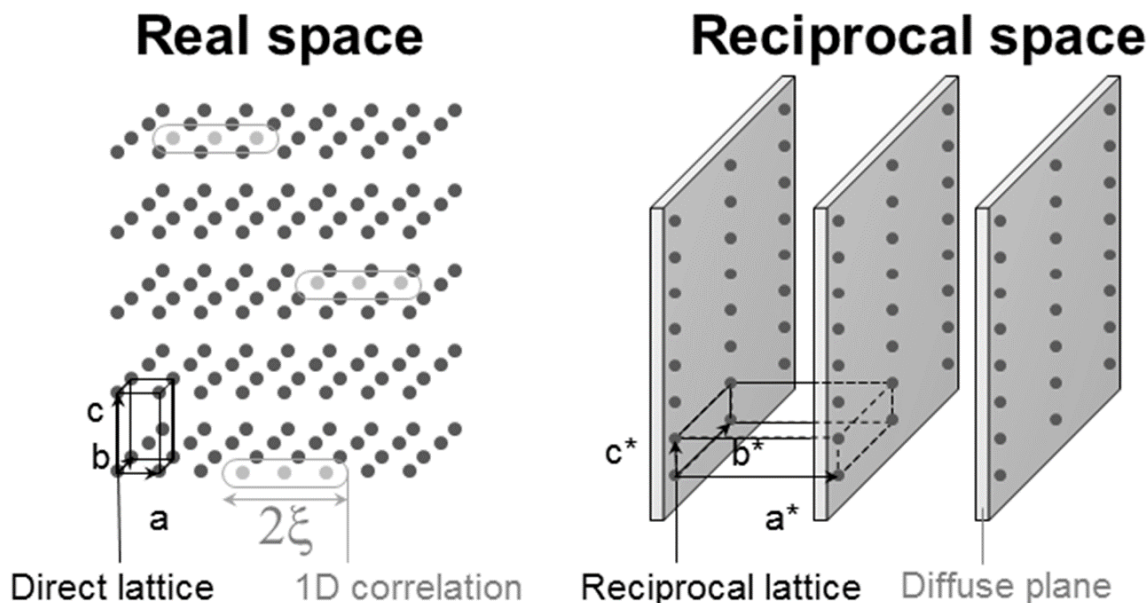 Real space
Reciprocal space
c
b
a
2ξ
Direct lattice
1D correlation
c*
b*
a*
Reciprocal lattice
Diffuse plane